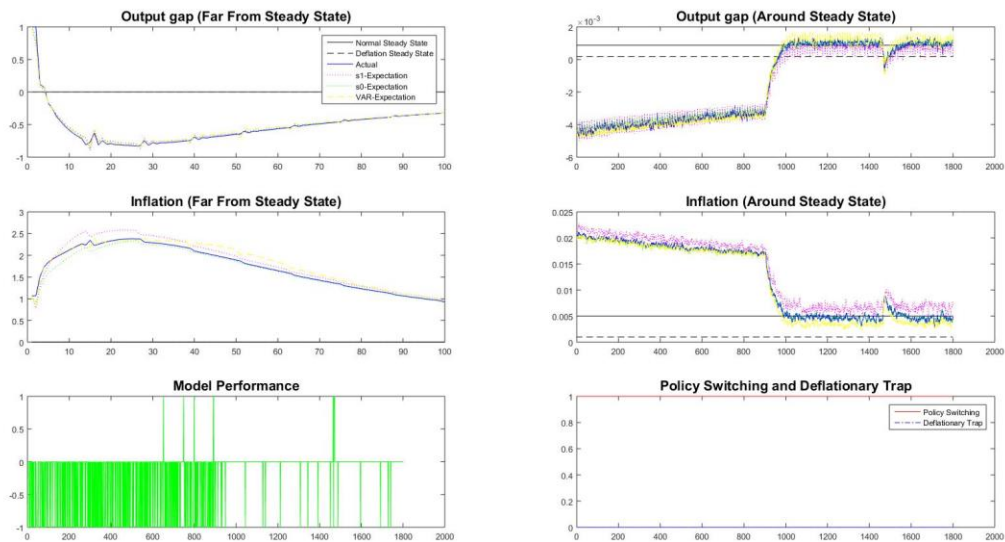 Output gap (Far From Steady State)
1
0.5
0
-0.5
-1
0 10 20 30 40 50 60 70 80 90 100
Normal Steady State
Deflation Steady State
Actual
s1-Expectation
s0-Expectation
VAR-Expectation
Output gap (Around Steady State)
× 10⁻³
2
0
-2
-4
-6
0 200 400 600 800 1000 1200 1400 1600 1800 2000
Inflation (Far From Steady State)
3
2.5
2
1.5
1
0.5
0
0 10 20 30 40 50 60 70 80 90 100
Inflation (Around Steady State)
0.025
0.02
0.015
0.01
0.005
0
0 200 400 600 800 1000 1200 1400 1600 1800 2000
Model Performance
1
0.5
0
-0.5
-1
0 200 400 600 800 1000 1200 1400 1600 1800 2000
Policy Switching and Deflationary Trap
1
0.8
0.6
0.4
0.2
0
0 200 400 600 800 1000 1200 1400 1600 1800 2000
Policy Switching
Deflationary Trap